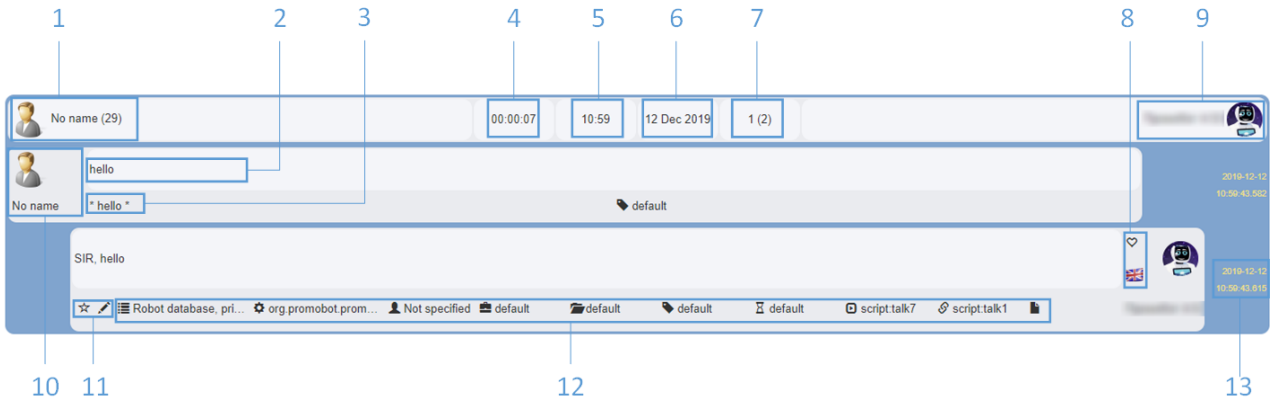 1 2 3 4 5 6 7 8 9
No name (29) 00:00:07 10:59 12 Dec 2019 1 (2)
hello
2019-12-12
10:59:43.582
No name * hello * default
SIR, hello
2019-12-12
10:59:43.615
Robot database, pri... org.promobot.prom... Not specified default default default default script:talk7 script:talk1
10 11 12 13